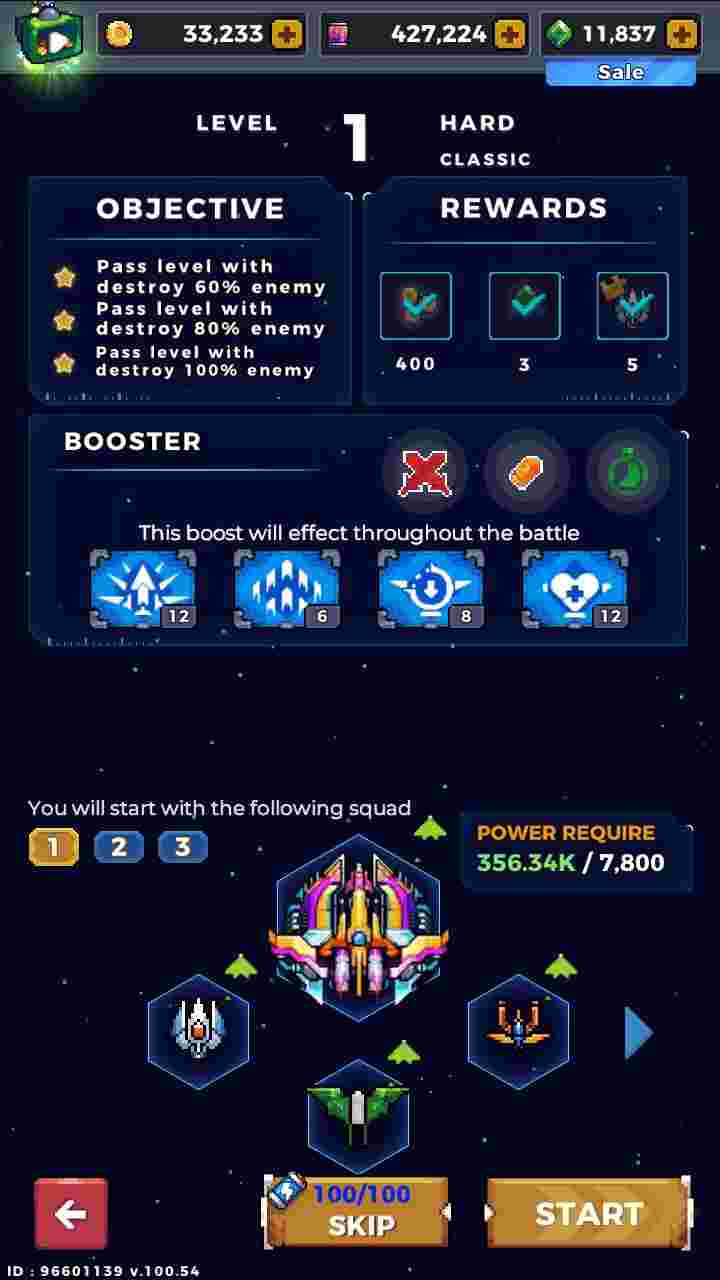 33,233
427,224
11,837
Sale
LEVEL 1 HARD
CLASSIC
OBJECTIVE
Pass level with
destroy 60% enemy
Pass level with
destroy 80% enemy
Pass level with
destroy 100% enemy
REWARDS
400
3
5
BOOSTER
This boost will effect throughout the battle
12
6
8
12
You will start with the following squad
1
2
3
POWER REQUIRE
356.34K / 7,800
100/100
SKIP
START
ID : 96601139 v.100.54